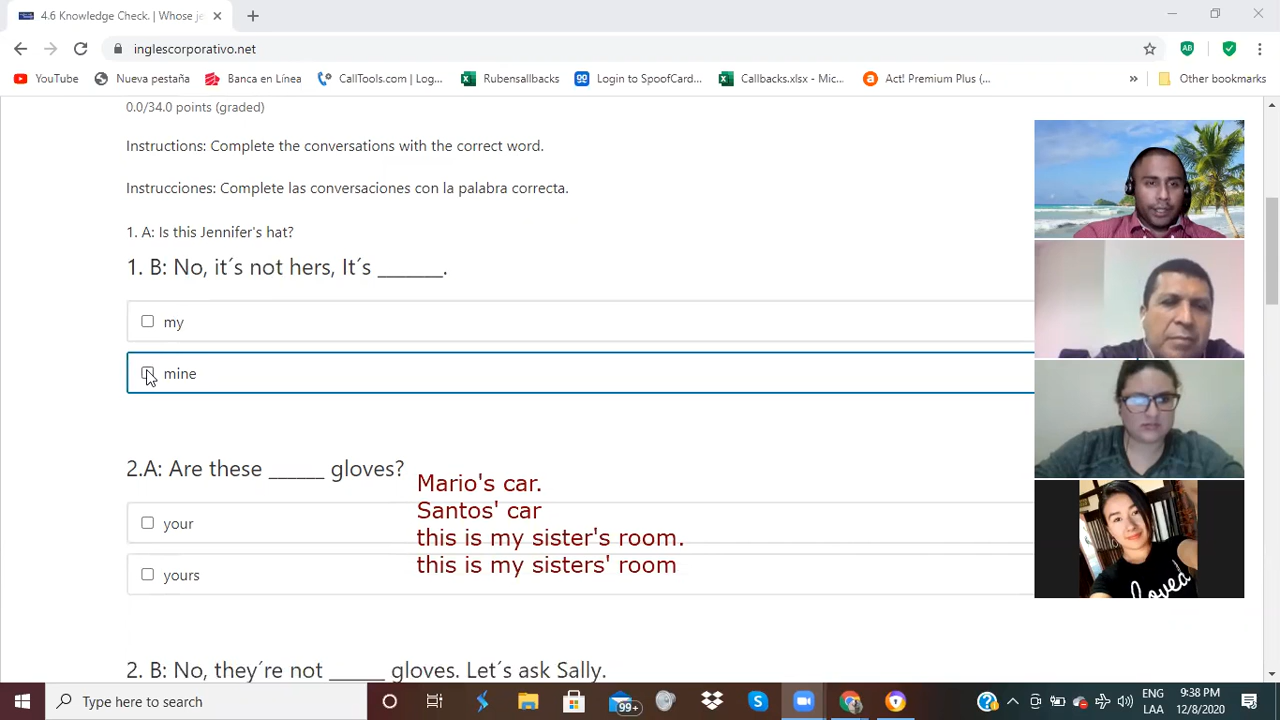 4.6 Knowledge Check. | Whose je
inglescorporativo.net
YouTube
Nueva pestaña
Banca en Línea
CallTools.com | Log...
Rubensallbacks
Login to SpoofCard...
Callbacks.xlsx - Mic...
Act! Premium Plus (...
»
Other bookmarks
0.0/34.0 points (graded)
Instructions: Complete the conversations with the correct word.
Instrucciones: Complete las conversaciones con la palabra correcta.
1. A: Is this Jennifer's hat?
1. B: No, it´s not hers, It´s _______.
my
mine
2.A: Are these ______ gloves?
Mario's car.
Santos' car
your
this is my sister's room.
this is my sisters' room
yours
2. B: No, they´re not ______ gloves. Let´s ask Sally.
loved
Type here to search
99+
ENG
LAA
9:38 PM
12/8/2020